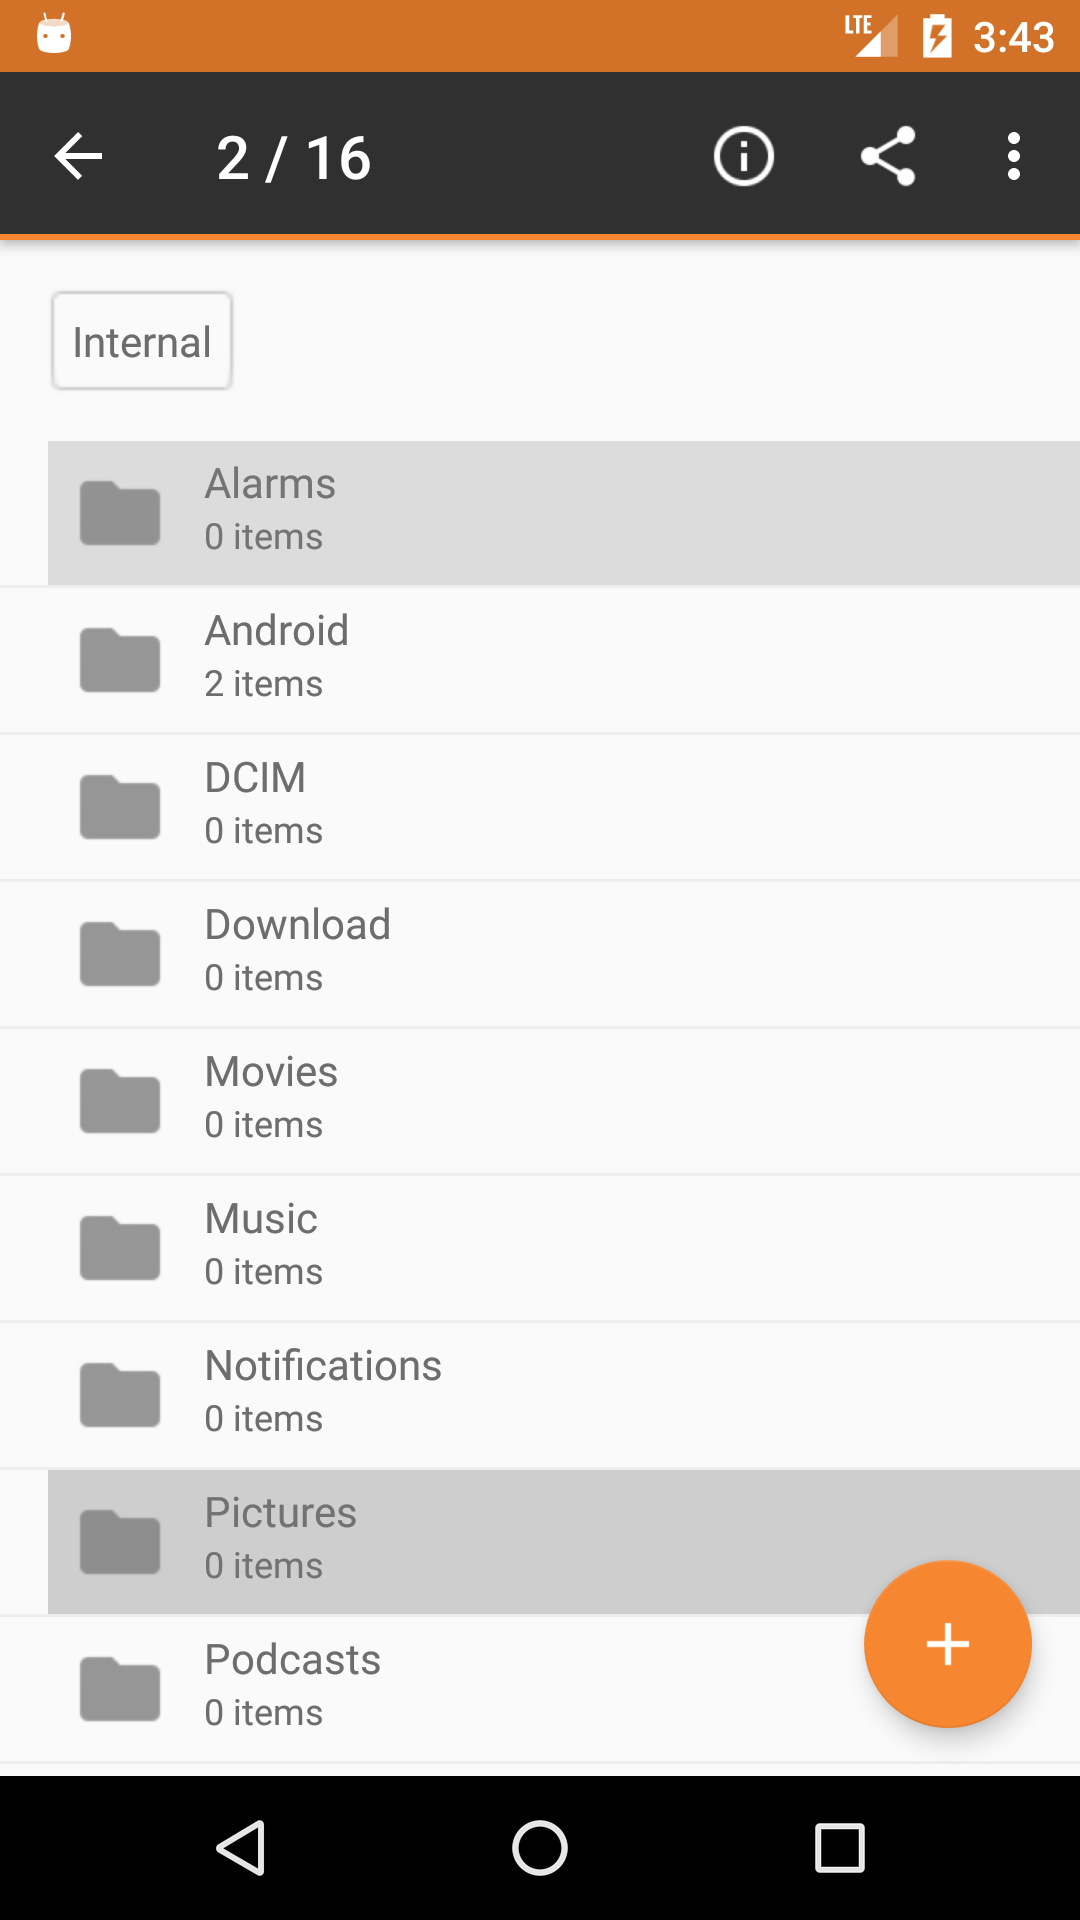 LTE 3:43
2 / 16
Internal
Alarms
0 items
Android
2 items
DCIM
0 items
Download
0 items
Movies
0 items
Music
0 items
Notifications
0 items
Pictures
0 items
Podcasts
0 items